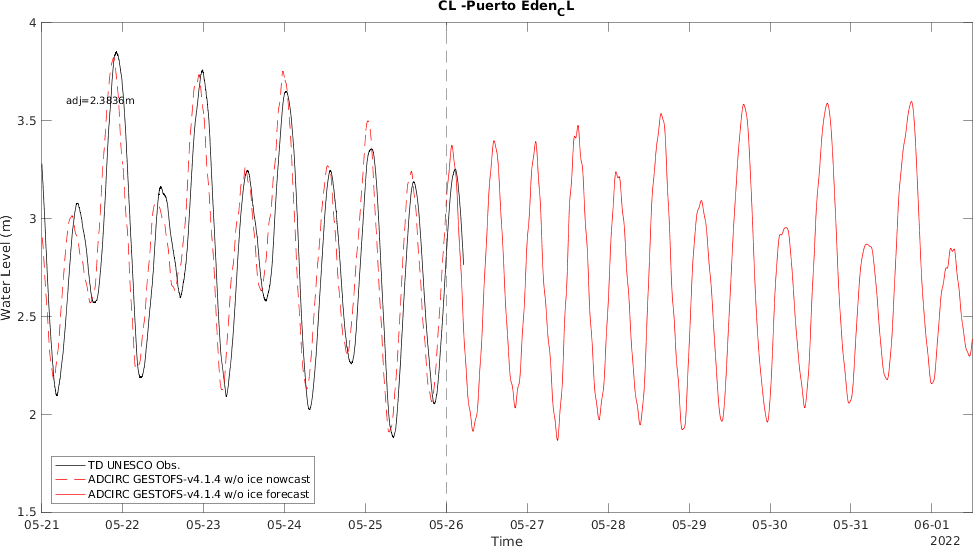 CL -Puerto Eden_CL
4
3.5
3
2.5
2
1.5
Water Level (m)
adj=2.3836m
TD UNESCO Obs.
ADCIRC GESTOFS-v4.1.4 w/o ice nowcast
ADCIRC GESTOFS-v4.1.4 w/o ice forecast
05-21 05-22 05-23 05-24 05-25 05-26 05-27 05-28 05-29 05-30 05-31 06-01
2022
Time